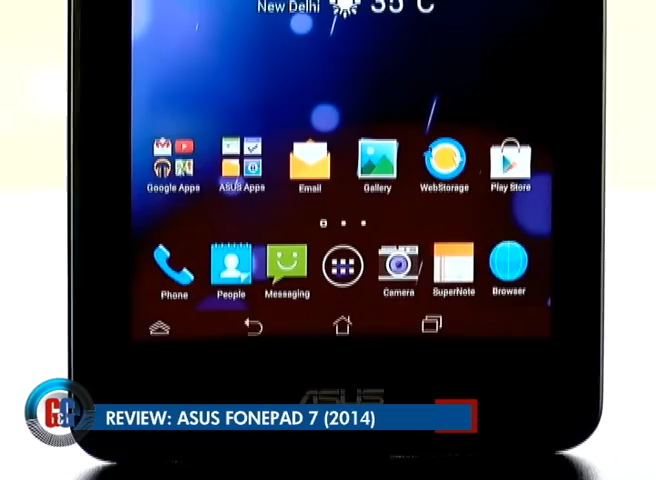 New Delhi 35°C
Google Apps ASUS Apps Email Gallery WebStorage Play Store
Phone People Messaging Camera SuperNote Browser
ASUS
G&G REVIEW: ASUS FONEPAD 7 (2014)